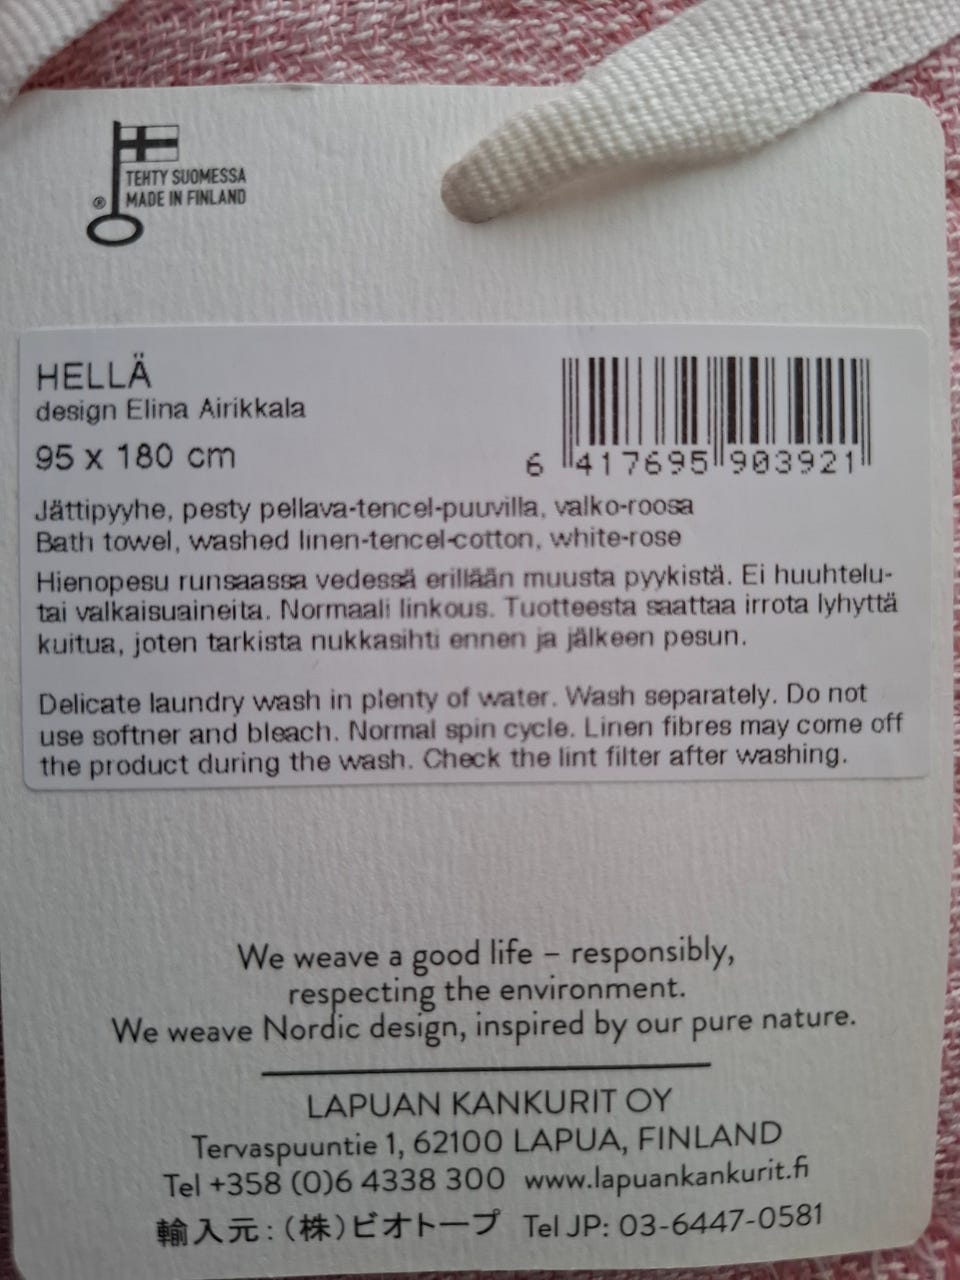 TEHTY SUOMESSA
® MADE IN FINLAND
HELLÄ
design Elina Airikkala
95 x 180 cm
6 417695 903921
Jättipyyhe, pesty pellava-tencel-puuvilla, valko-roosa
Bath towel, washed linen-tencel-cotton, white-rose
Hienopesu runsaassa vedessä erillään muusta pyykistä. Ei huuhtelu-
tai valkaisuaineita. Normaali linkous. Tuotteesta saattaa irrota lyhyttä
kuitua, joten tarkista nukkasihti ennen ja jälkeen pesun.
Delicate laundry wash in plenty of water. Wash separately. Do not
use softner and bleach. Normal spin cycle. Linen fibres may come off
the product during the wash. Check the lint filter after washing.
We weave a good life – responsibly,
respecting the environment.
We weave Nordic design, inspired by our pure nature.
LAPUAN KANKURIT OY
Tervaspuuntie 1, 62100 LAPUA, FINLAND
Tel +358 (0)6 4338 300 www.lapuankankurit.fi
輸入元:(株)ビオトープ Tel JP: 03-6447-0581